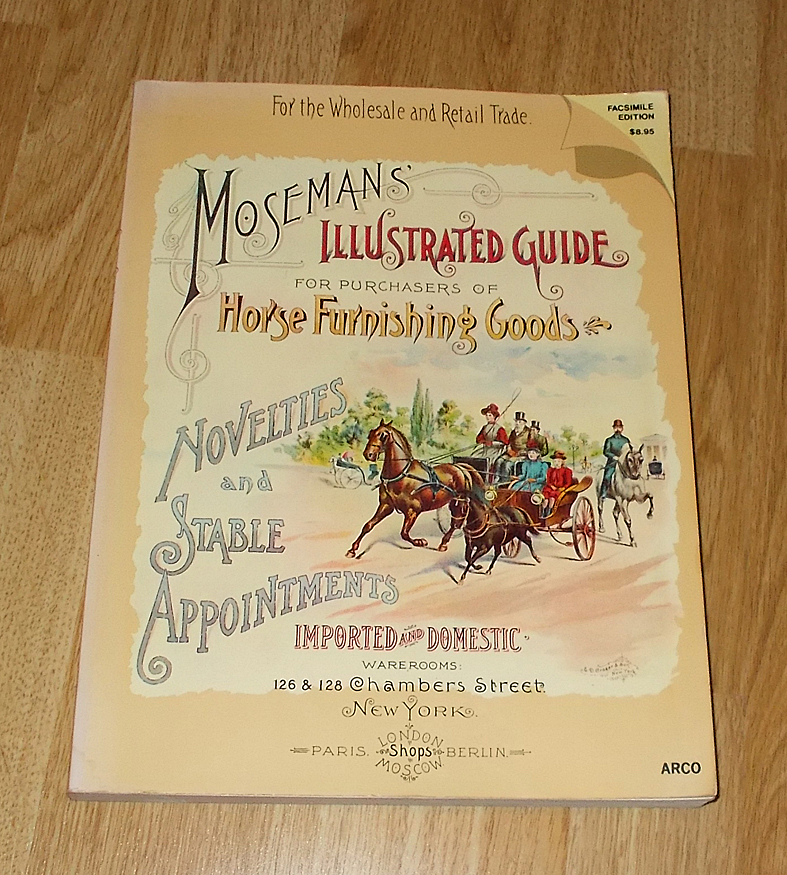 For the Wholesale and Retail Trade.
FACSIMILE
EDITION
$8.95
MOSEMANS'
ILLUSTRATED GUIDE
FOR PURCHASERS OF
Horse Furnishing Goods
NOVELTIES
and
STABLE
APPOINTMENTS
IMPORTED AND DOMESTIC.
WAREROOMS:
126 & 128 Chambers Street.
NEW YORK.
LONDON
PARIS. Shops BERLIN.
MOSCOW
ARCO